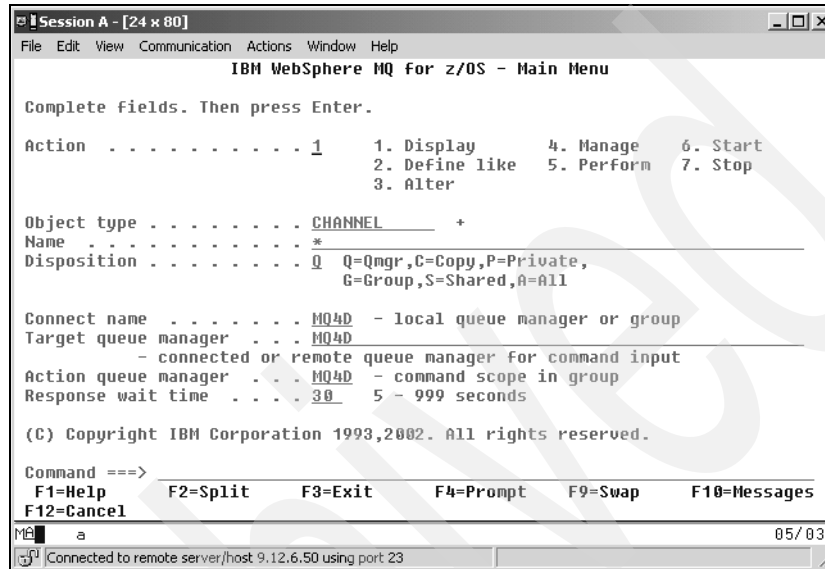 Session A - [24 x 80]
File Edit View Communication Actions Window Help
IBM WebSphere MQ for z/OS - Main Menu
Complete fields. Then press Enter.
Action . . . . . . . . . . 1 1. Display 4. Manage 6. Start
2. Define like 5. Perform 7. Stop
3. Alter
Object type . . . . . . . . CHANNEL +
Name . . . . . . . . . . . *
Disposition . . . . . . . . Q Q=Qmgr,C=Copy,P=Private,
G=Group,S=Shared,A=All
Connect name . . . . . . . MQ4D - local queue manager or group
Target queue manager . . . MQ4D
- connected or remote queue manager for command input
Action queue manager . . . MQ4D - command scope in group
Response wait time . . . . 30 5 - 999 seconds
(C) Copyright IBM Corporation 1993,2002. All rights reserved.
Command ===>
F1=Help F2=Split F3=Exit F4=Prompt F9=Swap F10=Messages
F12=Cancel
MA a 05/03
Connected to remote server/host 9.12.6.50 using port 23